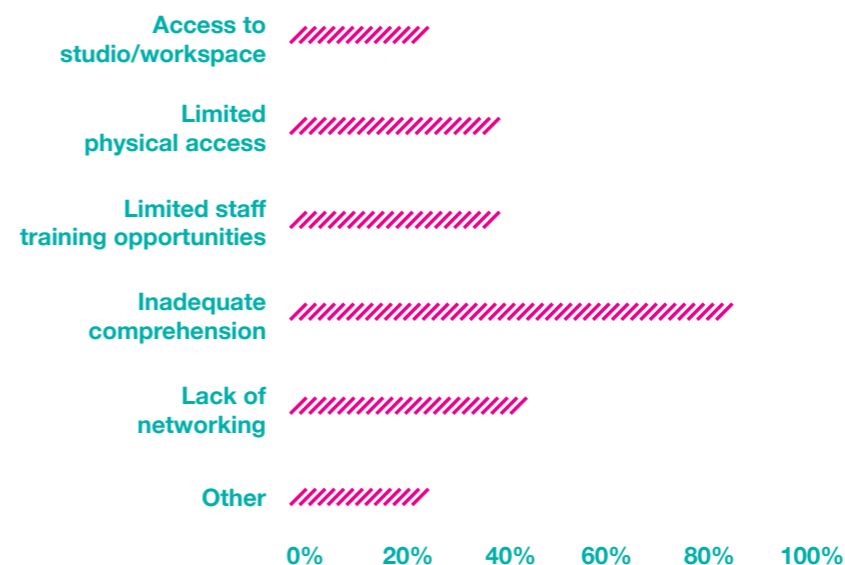 Access to
studio/workspace
Limited
physical access
Limited staff
training opportunities
Inadequate
comprehension
Lack of
networking
Other
0% 20% 40% 60% 80% 100%